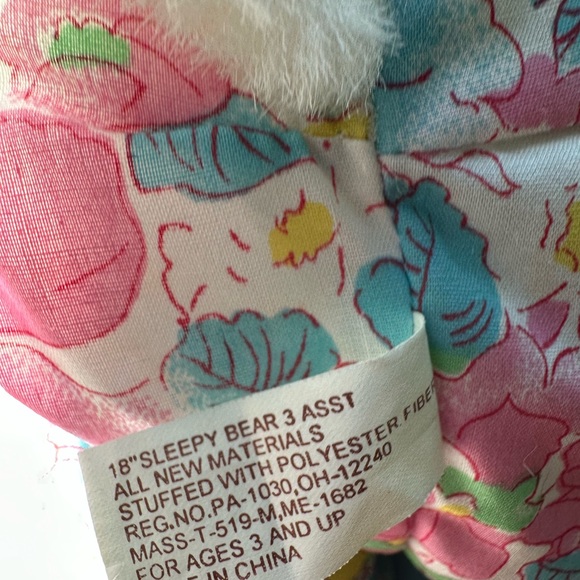 18"SLEEPY BEAR 3 ASST
ALL NEW MATERIALS
STUFFED WITH POLYESTER.FIBE
REG.NO.PA-1030,OH-12240
MASS-T-519-M.ME-1682
FOR AGES 3 AND UP
IN CHINA